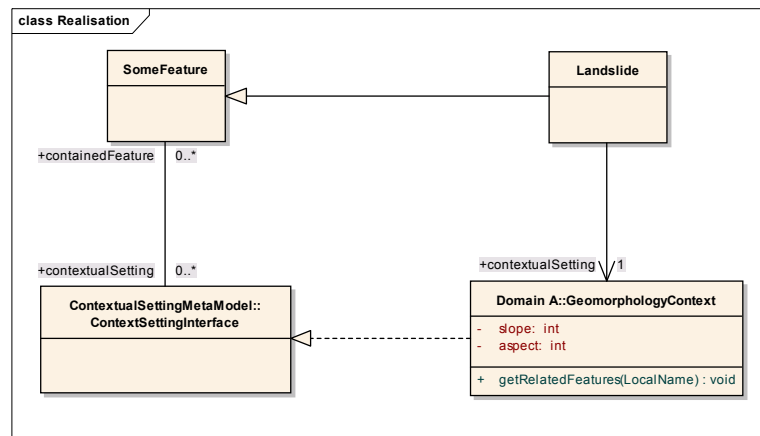 class Realisation
SomeFeature
Landslide
+containedFeature 0..*
+contextualSetting 0..*
+contextualSetting 1
ContextualSettingMetaModel::
ContextSettingInterface
Domain A::GeomorphologyContext
- slope: int
- aspect: int
+ getRelatedFeatures(LocalName) : void